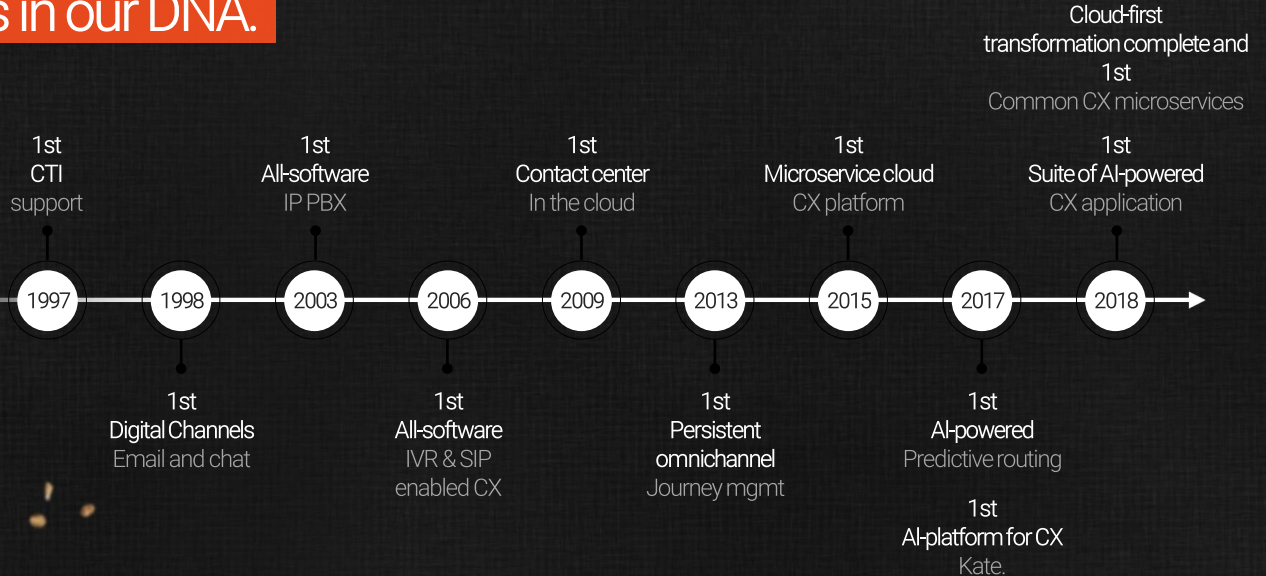 s in our DNA.
Cloud-first
transformation complete and
1st
Common CX microservices
1st
CTI
support
1st
All-software
IP PBX
1st
Contact center
In the cloud
1st
Microservice cloud
CX platform
1st
Suite of AI-powered
CX application
1997
1998
2003
2006
2009
2013
2015
2017
2018
1st
Digital Channels
Email and chat
1st
All-software
IVR & SIP
enabled CX
1st
Persistent
omnichannel
Journey mgmt
1st
AI-powered
Predictive routing
1st
AI-platform for CX
Kate.